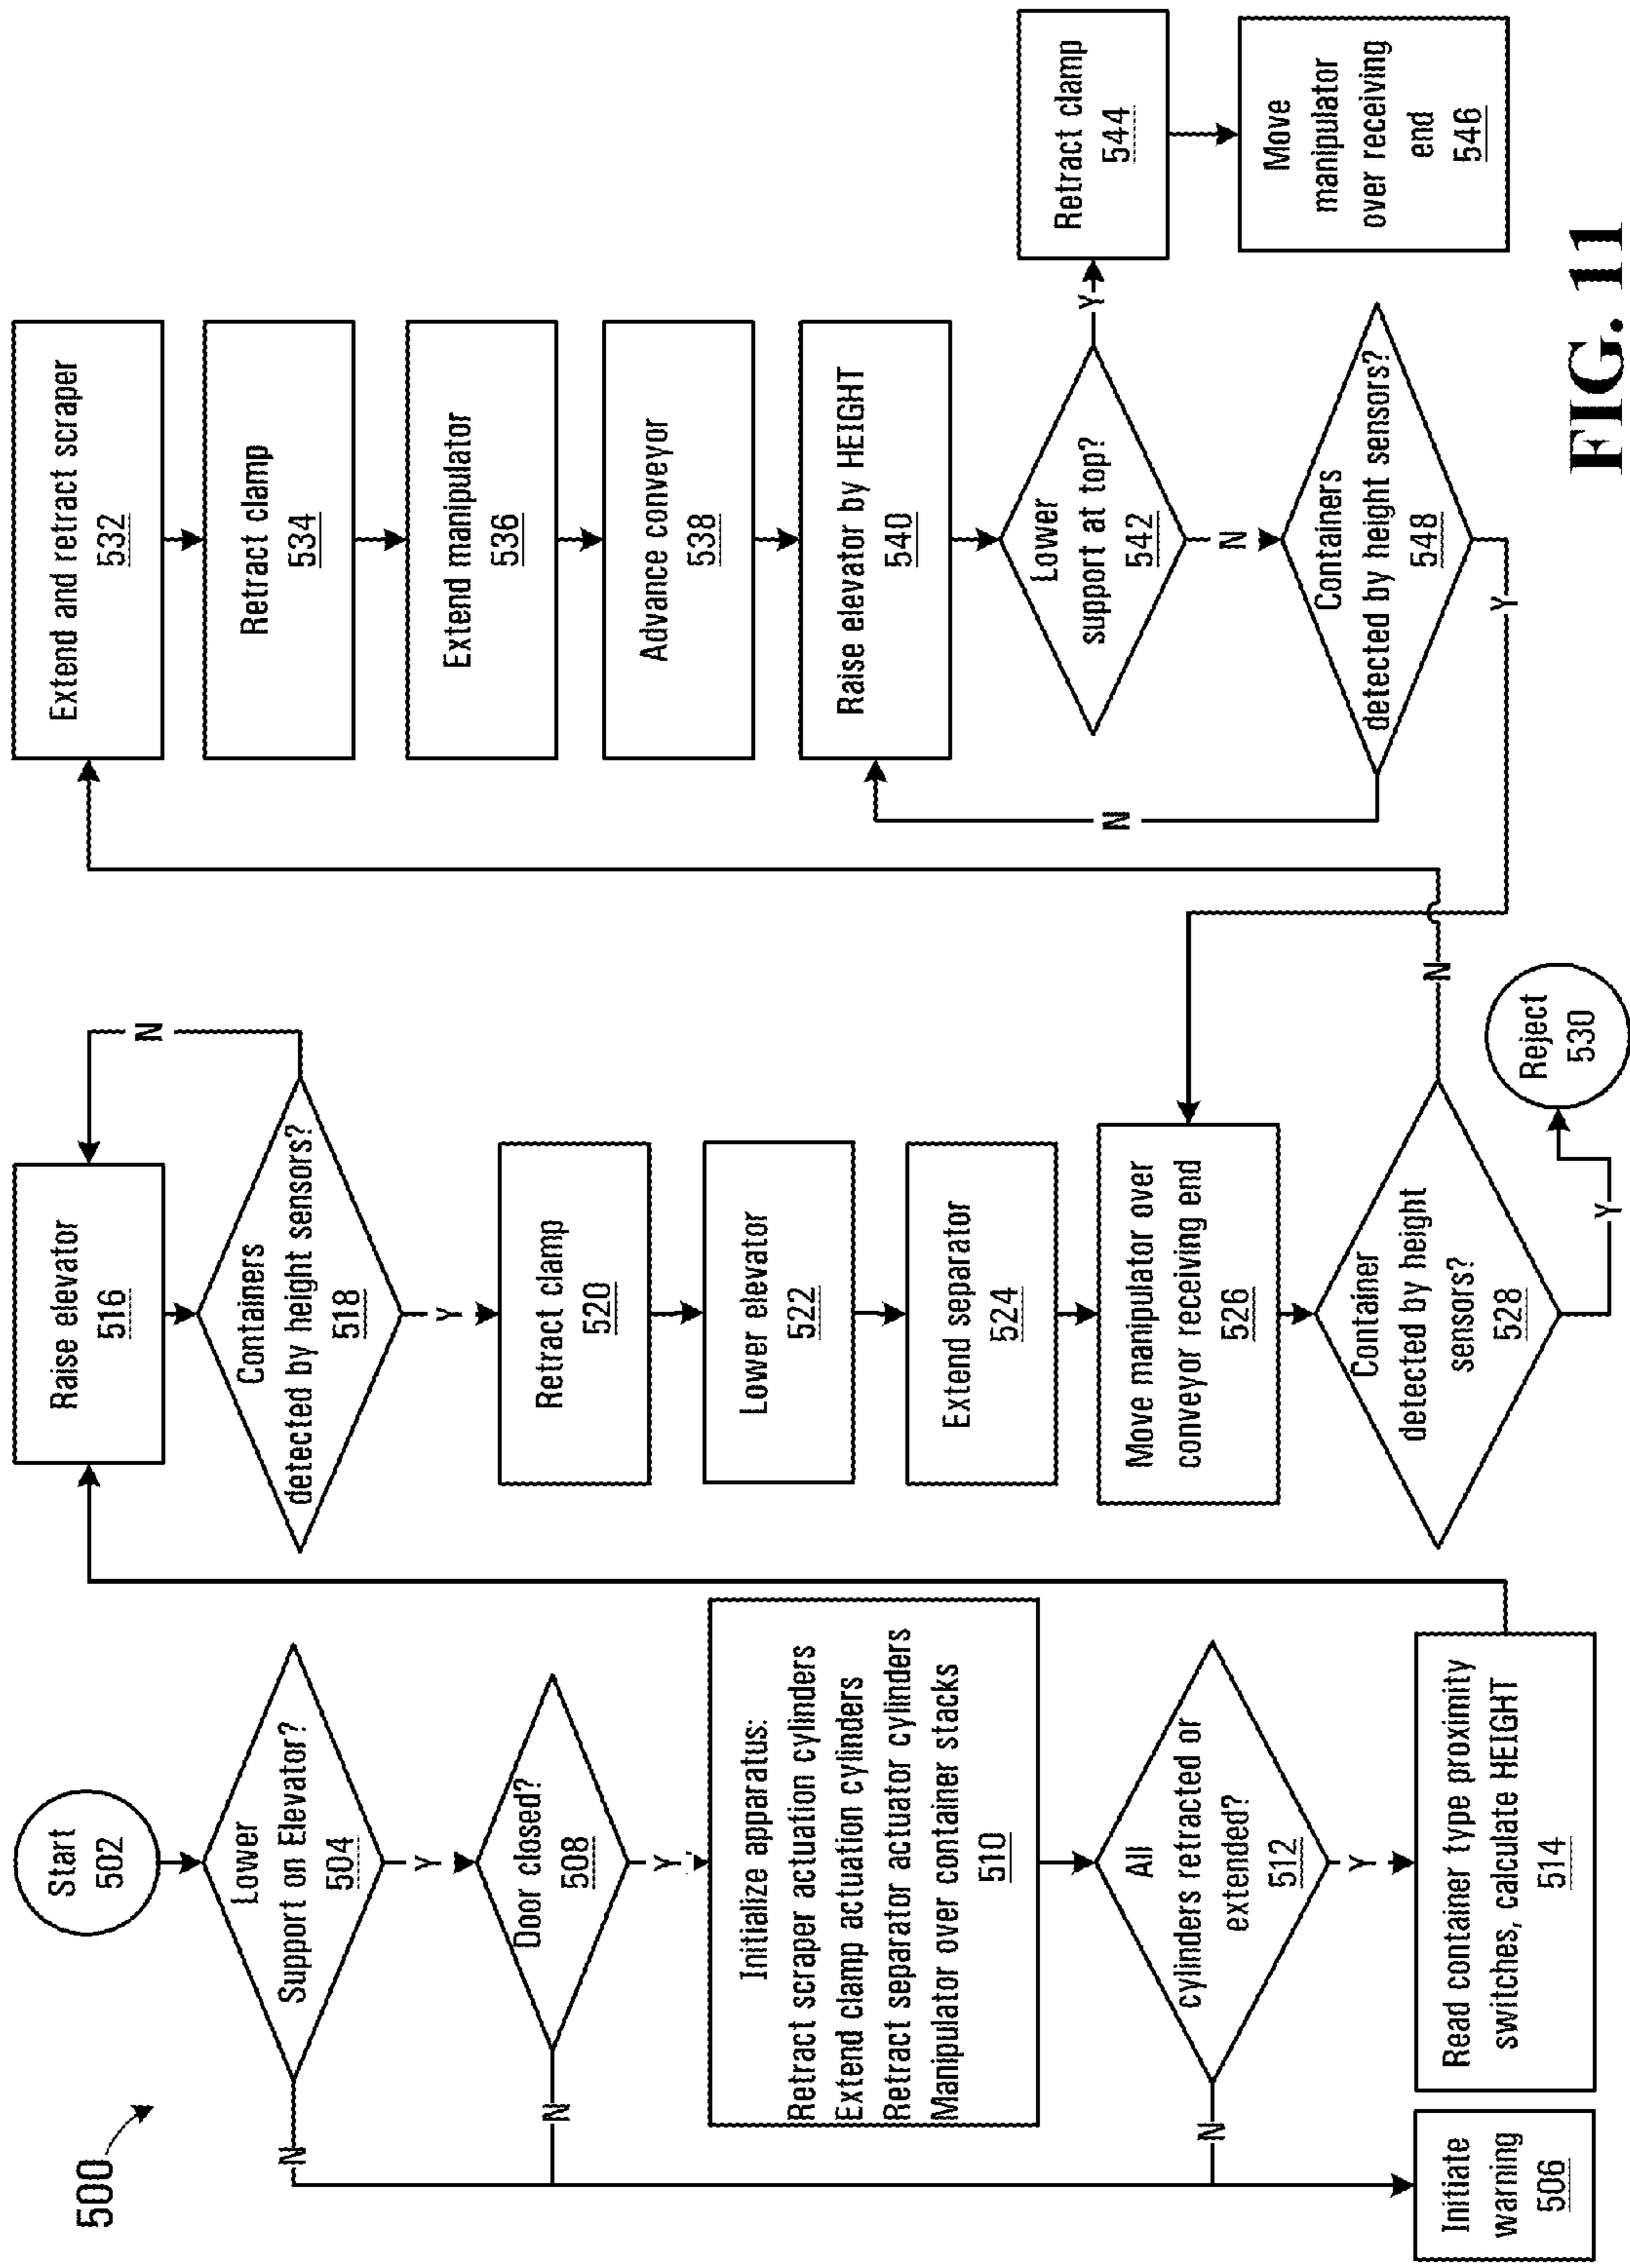 500
Start
502
Lower
Support on Elevator?
504
N
Y
Door closed?
508
N
Y
Initialize apparatus:
Retract scraper actuation cylinders
Extend clamp actuation cylinders
Retract separator actuator cylinders
Manipulator over container stacks
510
All
cylinders retracted or
extended?
512
N
Y
Initiate
warning
506
Read container type proximity
switches, calculate HEIGHT
514
Raise elevator
516
Containers
detected by height sensors?
518
N
Y
Retract clamp
520
Lower elevator
522
Extend separator
524
Move manipulator over
conveyor receiving end
526
Container
detected by height
sensors?
528
N
Y
Reject
530
Extend and retract scraper
532
Retract clamp
534
Extend manipulator
536
Advance conveyor
538
Raise elevator by HEIGHT
540
Lower
support at top?
542
Y
N
Retract clamp
544
Move
manipulator
over receiving
end
546
Containers
detected by height sensors?
548
N
Y
FIG. 11